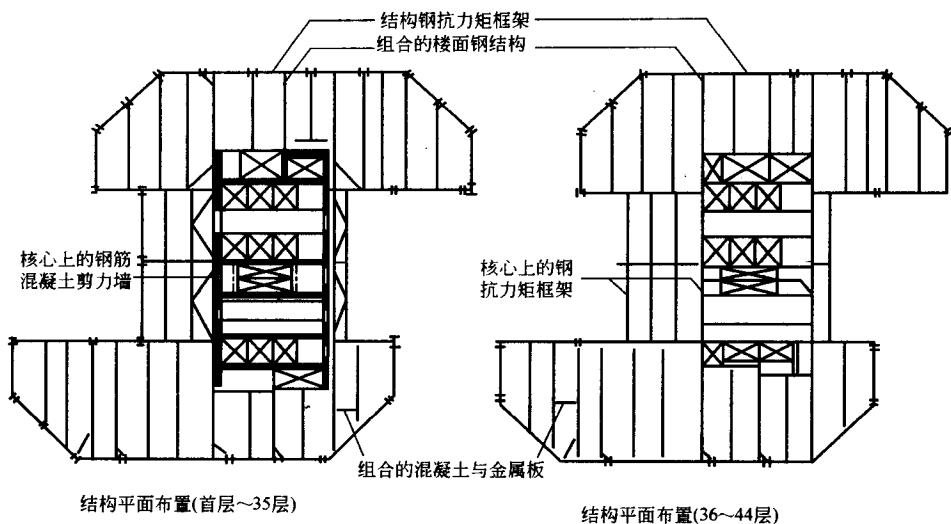 结构钢抗力矩框架
组合的楼面钢结构
核心上的钢筋
混凝土剪力墙
核心上的钢
抗力矩框架
组合的混凝土与金属板
结构平面布置(首层~35层)
结构平面布置(36~44层)